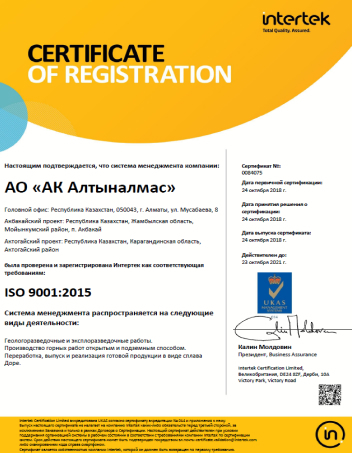 intertek
Total Quality. Assured.
CERTIFICATE
OF REGISTRATION
Настоящим подтверждается, что система менеджмента компании:
АО «АК Алтыналмас»
Головной офис: Республика Казахстан, 050043, г. Алматы, ул. Мусабаева, 8
Акбакайский проект: Республика Казахстан, Жамбылская область,
Мойынкумский район, п. Акбакай
Актогайский проект: Республика Казахстан, Карагандинская область,
Актогайский район
была проверена и зарегистрирована Интертек как соответствующая
требованиям:
ISO 9001:2015
Система менеджмента распространяется на следующие
виды деятельности:
Геологоразведочные и эксплоразведочные работы.
Производство горных работ открытым и подземным способом.
Переработка, выпуск и реализация готовой продукции в виде сплава
Доре.
Сертификат №:
0084075
Дата первичной сертификации:
24 октября 2018 г.
Дата принятия решения о
сертификации:
24 октября 2018 г.
Дата выпуска сертификата:
24 октября 2018 г.
Действителен до:
23 октября 2021 г.
UKAS
MANAGEMENT
SYSTEMS
Калин Молдовин
Президент, Business Assurance
Intertek Certification Limited,
Великобритания, DE24 8ZF, Дерби, 10A
Victory Park, Victory Road
in